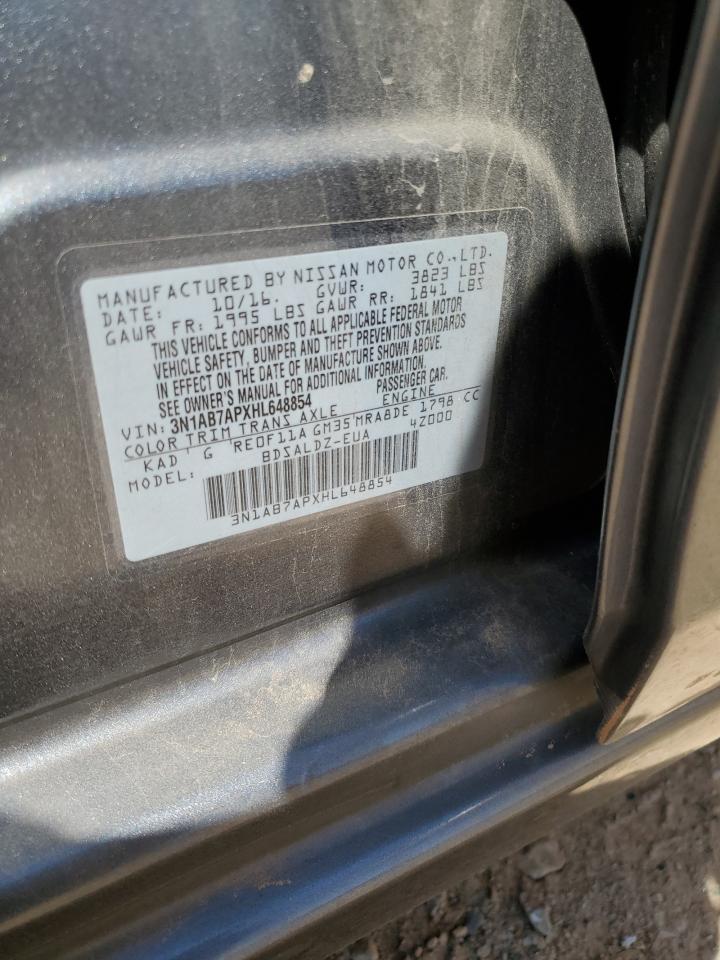 MANUFACTURED BY NISSAN MOTOR CO.,LTD.
DATE: 10/16. GVWR: 3823 LBS
GAWR FR: 1995 LBS GAWR RR: 1841 LBS
THIS VEHICLE CONFORMS TO ALL APPLICABLE FEDERAL MOTOR
VEHICLE SAFETY, BUMPER AND THEFT PREVENTION STANDARDS
IN EFFECT ON THE DATE OF MANUFACTURE SHOWN ABOVE.
SEE OWNER'S MANUAL FOR ADDITIONAL INFORMATION.
PASSENGER CAR.
VIN: 3N1AB7APXHL648854
COLOR TRIM TRANS AXLE ENGINE
KAD G RE0F11A GM35 MRA8DE 1798 CC
MODEL: BDSALDZ-EUA 4Z000
3N1AB7APXHL648854